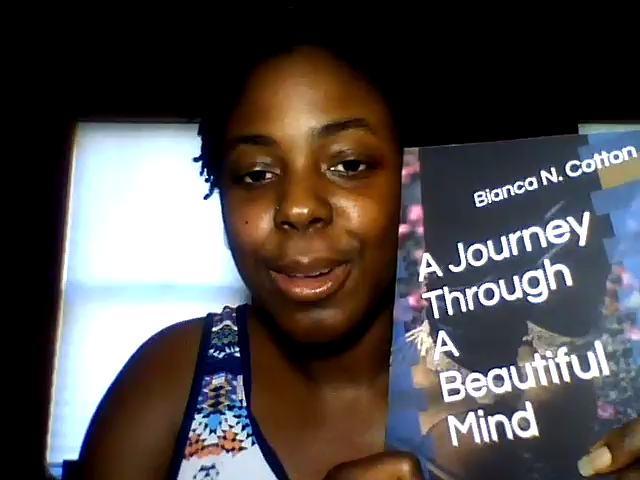 Bianca N. Cotton
A Journey
Through
A
Beautiful
Mind